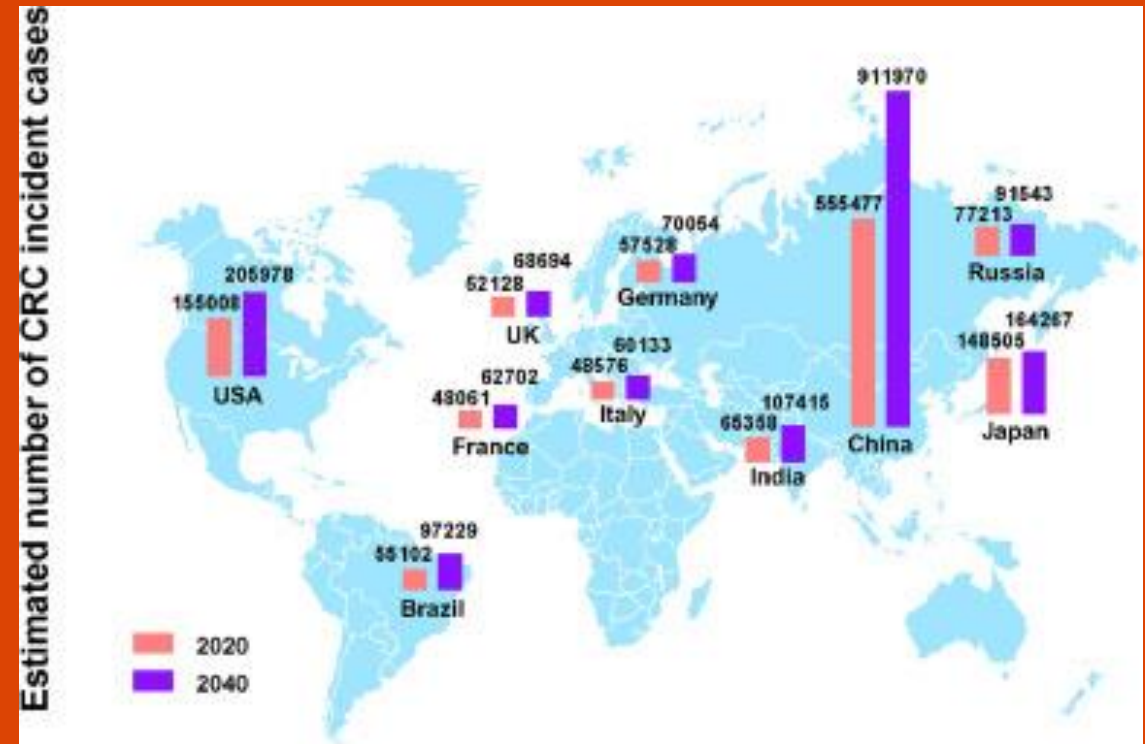 Estimated number of CRC incident cases
911970
555477
91543
77213
Russia
70054
57528
Germany
68694
52128
UK
205978
155008
USA
60133
48576
Italy
62702
48061
France
164267
148505
Japan
107415
65358
India
China
97229
55102
Brazil
2020
2040